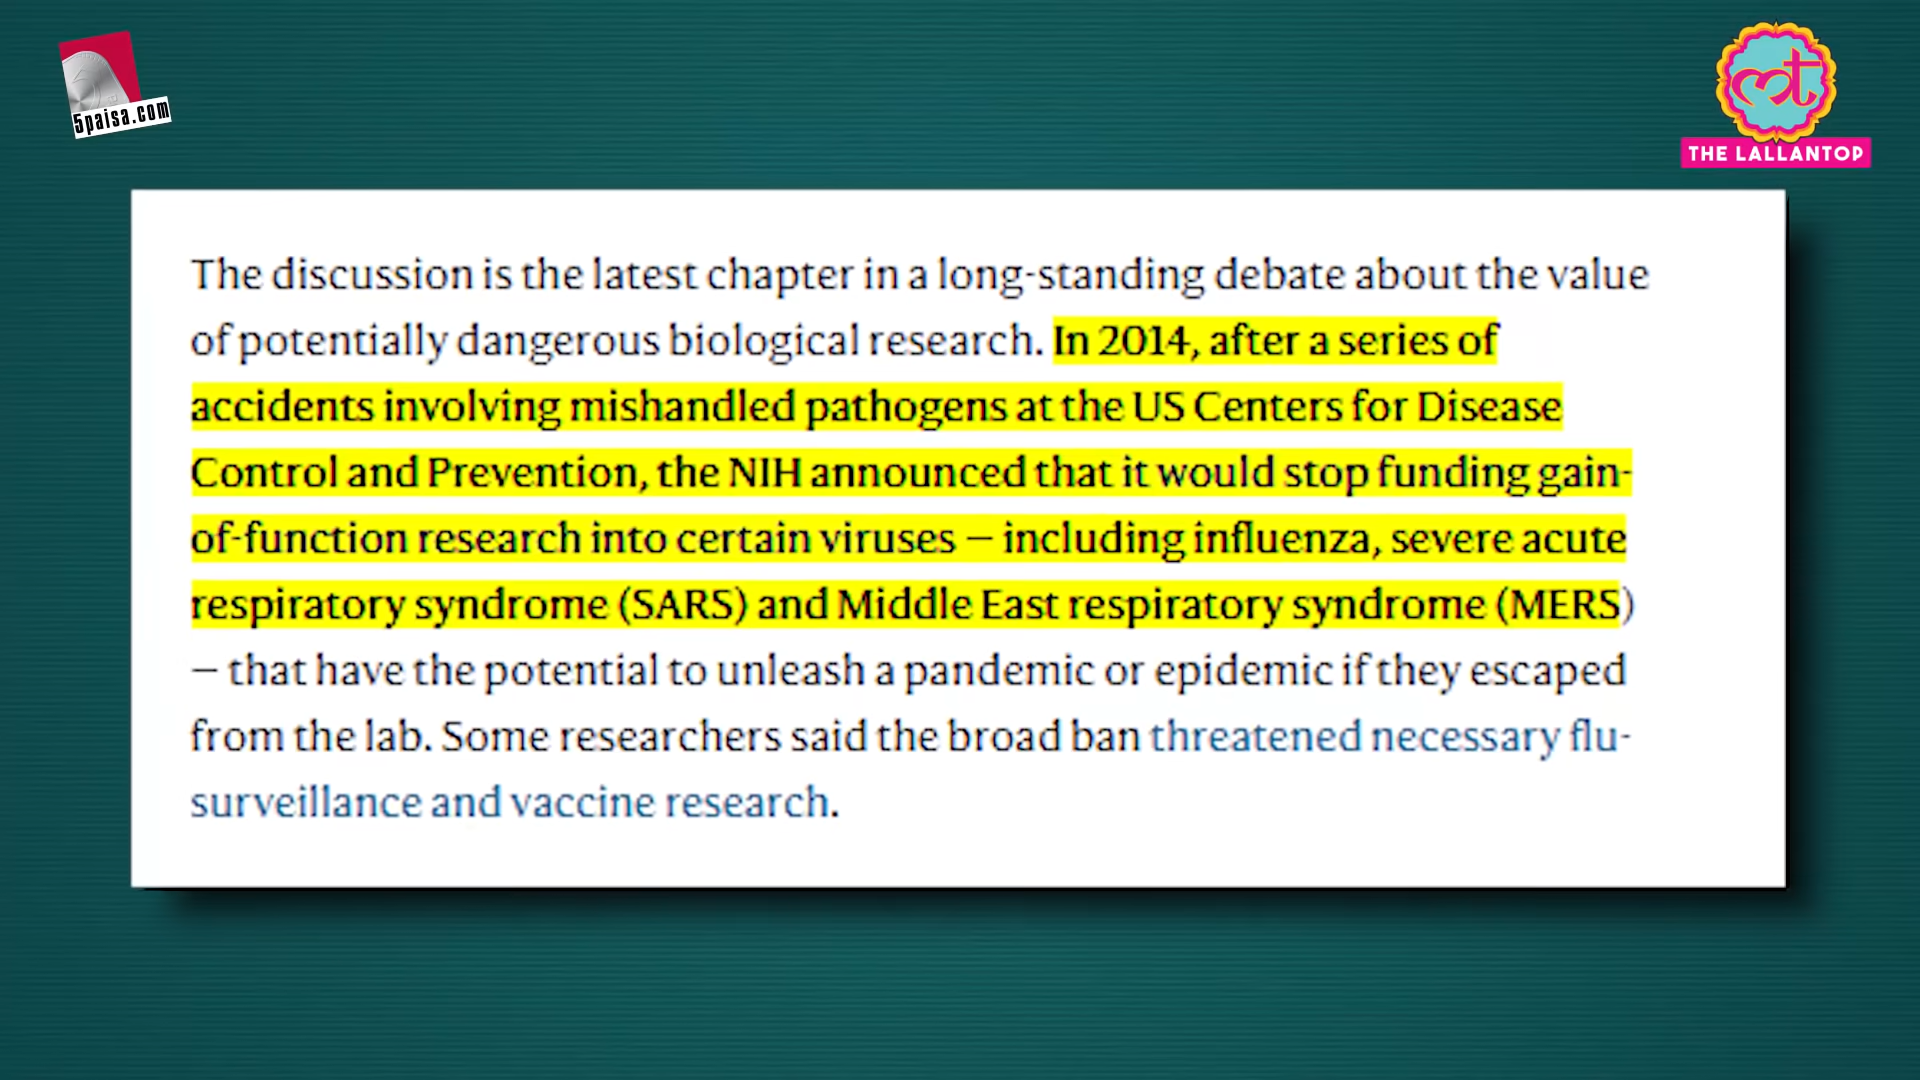 5paisa.com
THE LALLANTOP
The discussion is the latest chapter in a long-standing debate about the value
of potentially dangerous biological research. In 2014, after a series of
accidents involving mishandled pathogens at the US Centers for Disease
Control and Prevention, the NIH announced that it would stop funding gain-
of-function research into certain viruses — including influenza, severe acute
respiratory syndrome (SARS) and Middle East respiratory syndrome (MERS)
— that have the potential to unleash a pandemic or epidemic if they escaped
from the lab. Some researchers said the broad ban threatened necessary flu-
surveillance and vaccine research.